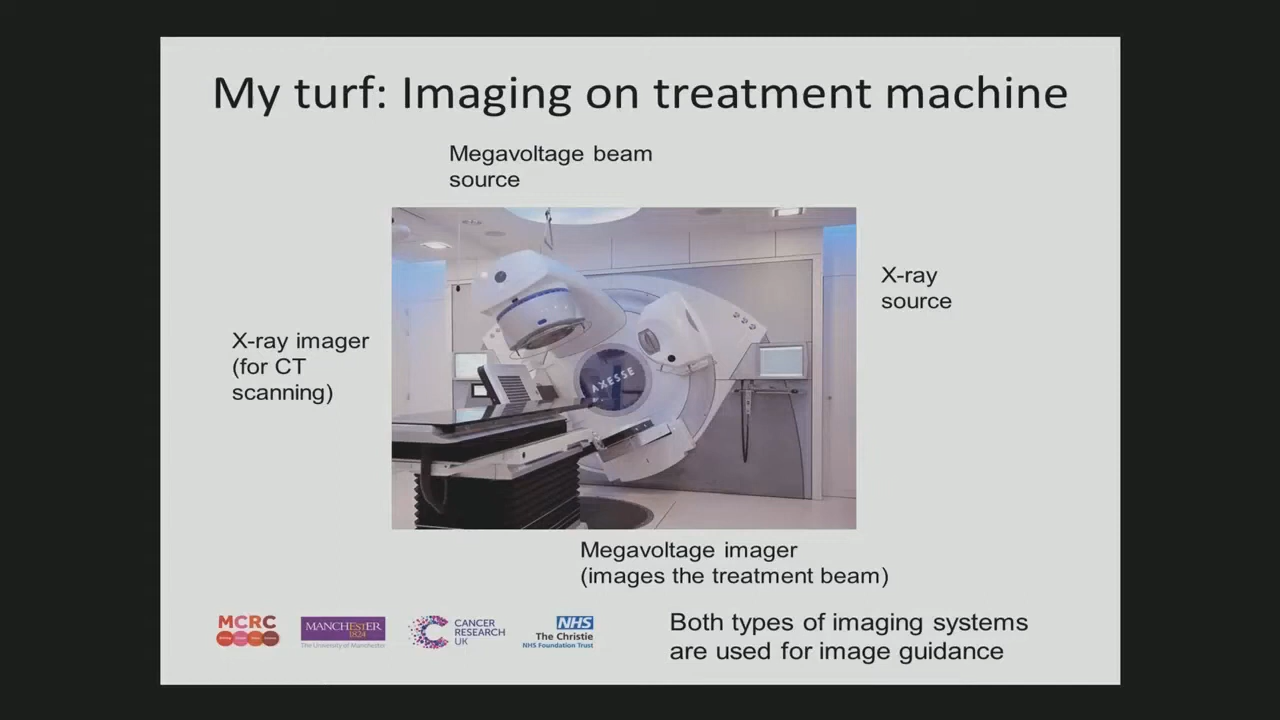 My turf: Imaging on treatment machine
Megavoltage beam
source
X-ray
source
X-ray imager
(for CT
scanning)
AXESSE
Megavoltage imager
(images the treatment beam)
MCRC
MANCHESTER
1824
The University of Manchester
CANCER
RESEARCH
UK
NHS
The Christie
NHS Foundation Trust
Both types of imaging systems
are used for image guidance